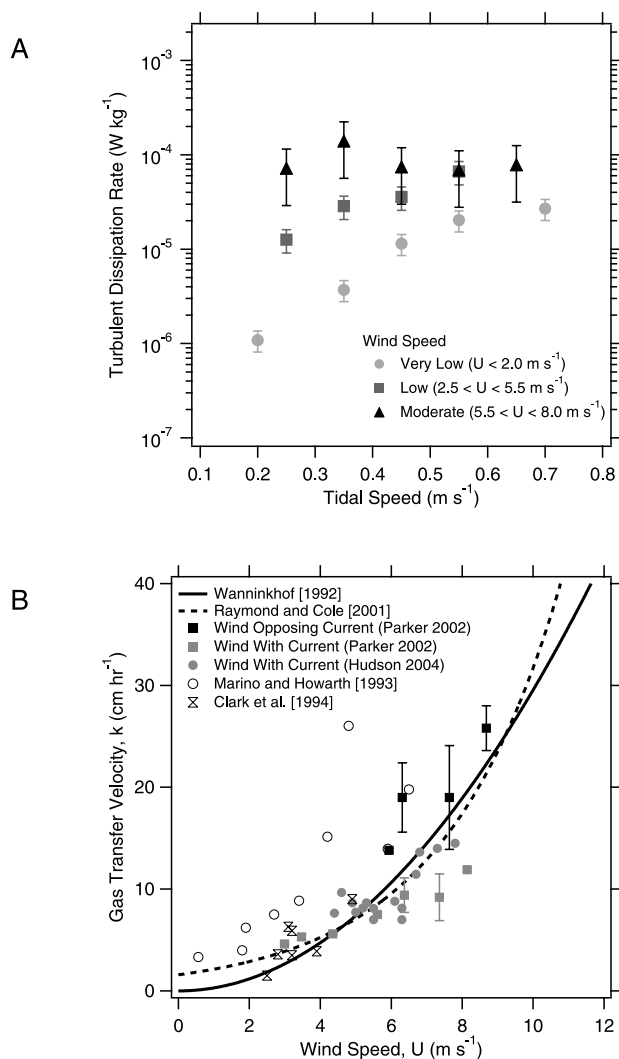 A
Turbulent Dissipation Rate (W kg⁻¹)
10⁻³
10⁻⁴
10⁻⁵
10⁻⁶
10⁻⁷
Wind Speed
Very Low (U < 2.0 m s⁻¹)
Low (2.5 < U < 5.5 m s⁻¹)
Moderate (5.5 < U < 8.0 m s⁻¹)
0.1 0.2 0.3 0.4 0.5 0.6 0.7 0.8
Tidal Speed (m s⁻¹)
B
Gas Transfer Velocity, k (cm hr⁻¹)
40
30
20
10
0
Wanninkhof [1992]
Raymond and Cole [2001]
Wind Opposing Current (Parker 2002)
Wind With Current (Parker 2002)
Wind With Current (Hudson 2004)
Marino and Howarth [1993]
Clark et al. [1994]
0 2 4 6 8 10 12
Wind Speed, U (m s⁻¹)